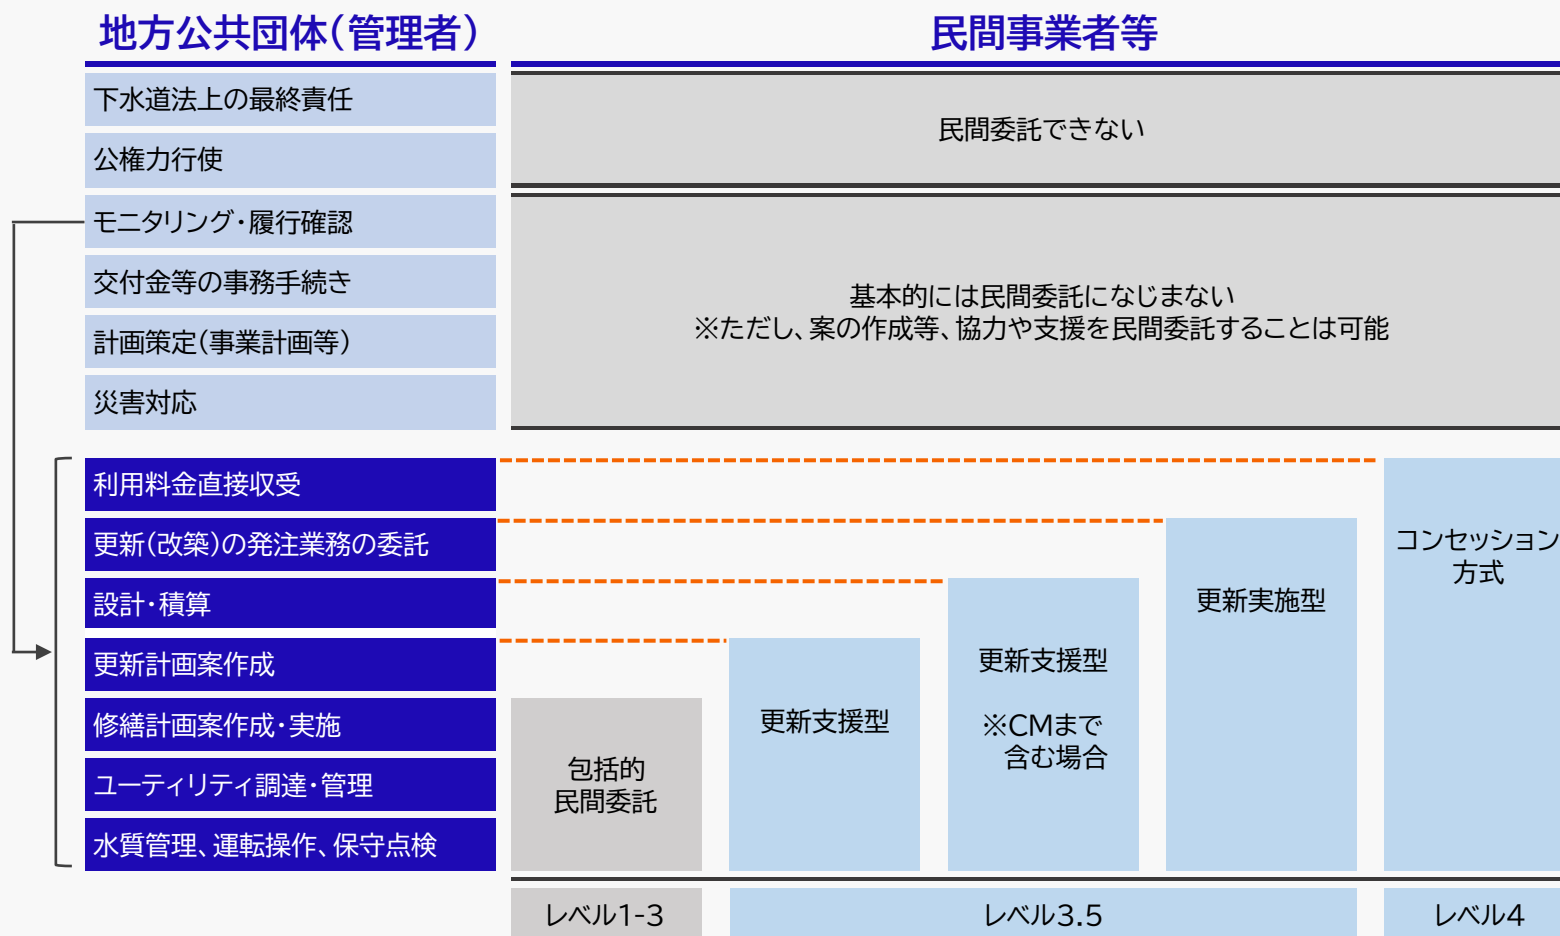 地方公共団体(管理者)
民間事業者等
下水道法上の最終責任
公権力行使
民間委託できない
モニタリング・履行確認
交付金等の事務手続き
計画策定(事業計画等)
災害対応
基本的には民間委託になじまない
※ただし、案の作成等、協力や支援を民間委託することは可能
利用料金直接収受
更新(改築)の発注業務の委託
設計・積算
更新計画案作成
修繕計画案作成・実施
ユーティリティ調達・管理
水質管理、運転操作、保守点検
包括的
民間委託
更新支援型
更新支援型
※CMまで
含む場合
更新実施型
コンセッション
方式
レベル1-3
レベル3.5
レベル4